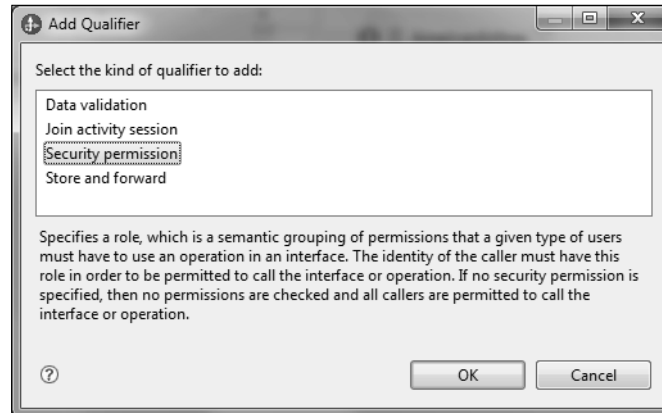 Add Qualifier
Select the kind of qualifier to add:
Data validation
Join activity session
Security permission
Store and forward
Specifies a role, which is a semantic grouping of permissions that a given type of users
must have to use an operation in an interface. The identity of the caller must have this
role in order to be permitted to call the interface or operation. If no security permission is
specified, then no permissions are checked and all callers are permitted to call the
interface or operation.
OK
Cancel